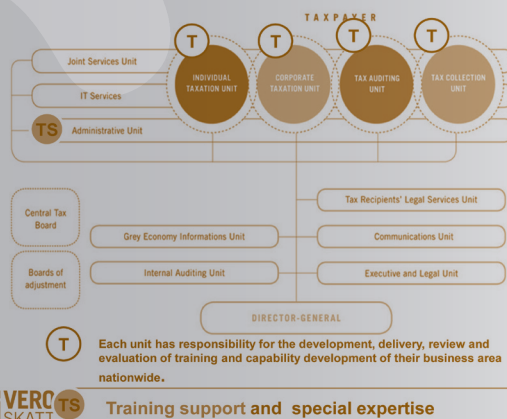 TAXPAYER
T
T
T
T
INDIVIDUAL
TAXATION UNIT
CORPORATE
TAXATION UNIT
TAX AUDITING
UNIT
TAX COLLECTION
UNIT
Joint Services Unit
IT Services
TS
Administrative Unit
Central Tax
Board
Boards of
adjustment
Tax Recipients' Legal Services Unit
Grey Economy Informations Unit
Communications Unit
Internal Auditing Unit
Executive and Legal Unit
DIRECTOR-GENERAL
T
Each unit has responsibility for the development, delivery, review and
evaluation of training and capability development of their business area
nationwide.
VERO
SKATT
TS
Training support and special expertise